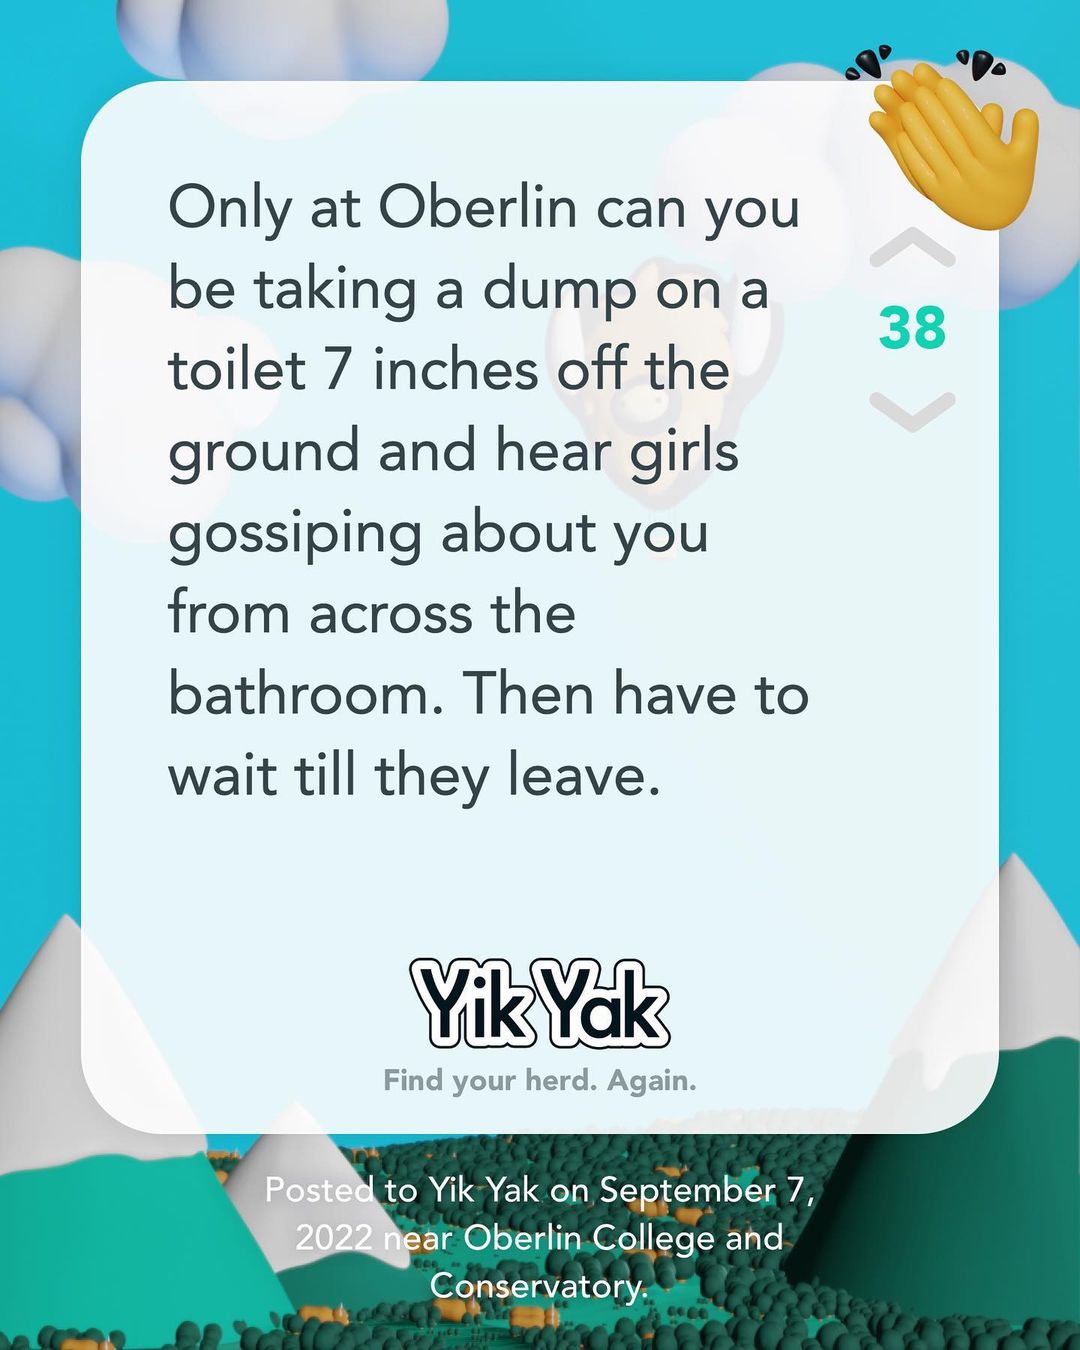 Only at Oberlin can you
be taking a dump on a
toilet 7 inches off the
ground and hear girls
gossiping about you
from across the
bathroom. Then have to
wait till they leave.
38
Yik Yak
Find your herd. Again.
Posted to Yik Yak on September 7,
2022 near Oberlin College and
Conservatory.